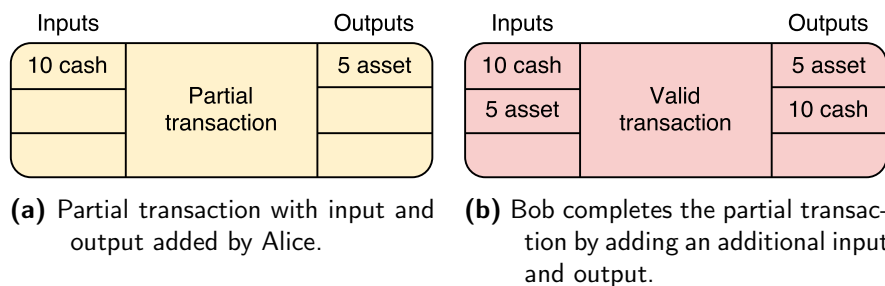 Inputs
Outputs
10 cash
5 asset
Partial
transaction
(a) Partial transaction with input and
output added by Alice.
Inputs
Outputs
10 cash
5 asset
5 asset
10 cash
Valid
transaction
(b) Bob completes the partial transac-
tion by adding an additional input
and output.